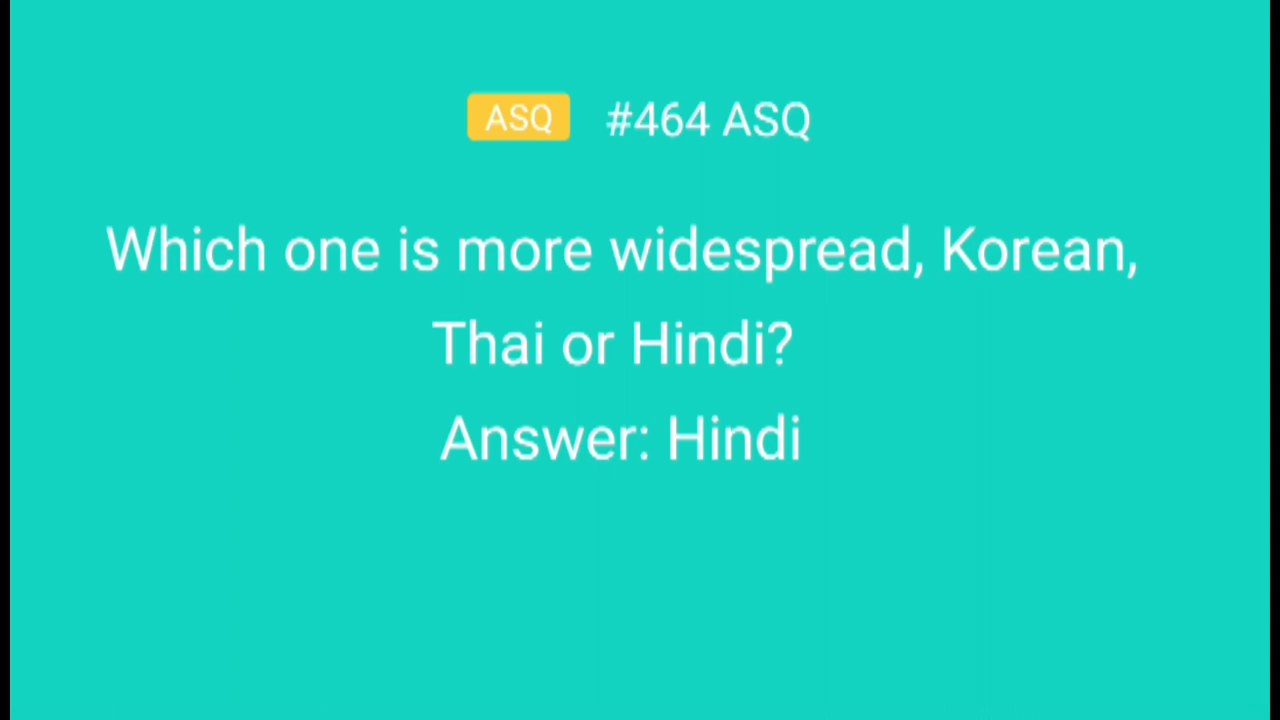 ASQ #464 ASQ
Which one is more widespread, Korean,
Thai or Hindi?
Answer: Hindi